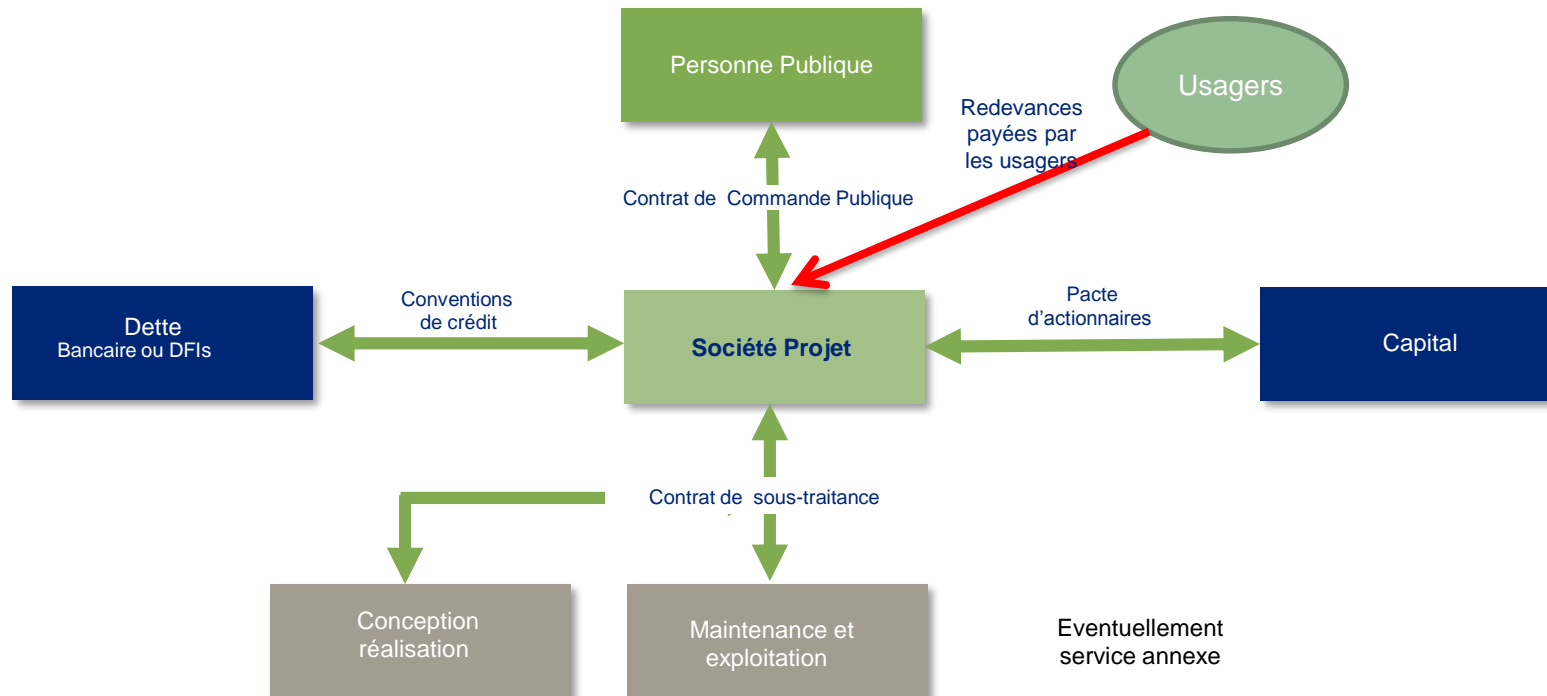 Personne Publique
Usagers
Redevances
payées par
les usagers
Contrat de Commande Publique
Dette
Bancaire ou DFIs
Conventions
de crédit
Société Projet
Pacte
d'actionnaires
Capital
Contrat de sous-traitance
Conception
réalisation
Maintenance et
exploitation
Eventuellement
service annexe